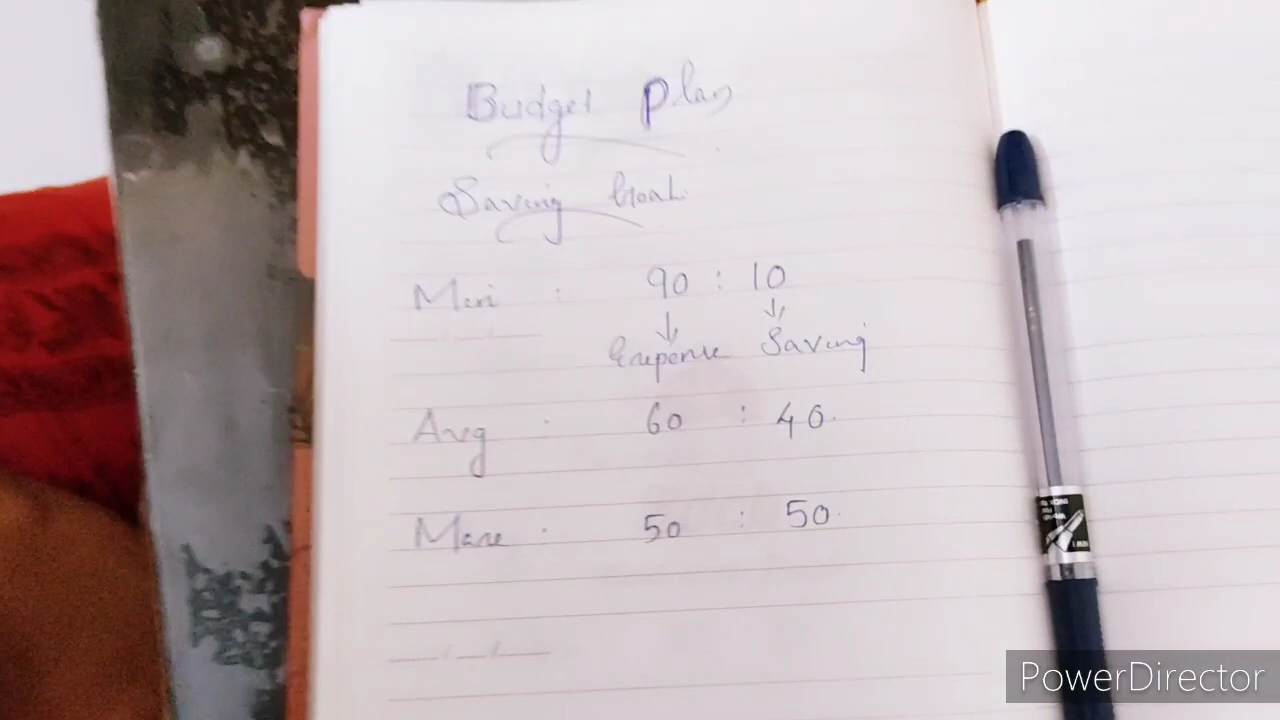 Budget Plan
Saving Goal
Mini : 90 : 10
Expense Saving
Avg : 60 : 40.
Max : 50 : 50.
PowerDirector